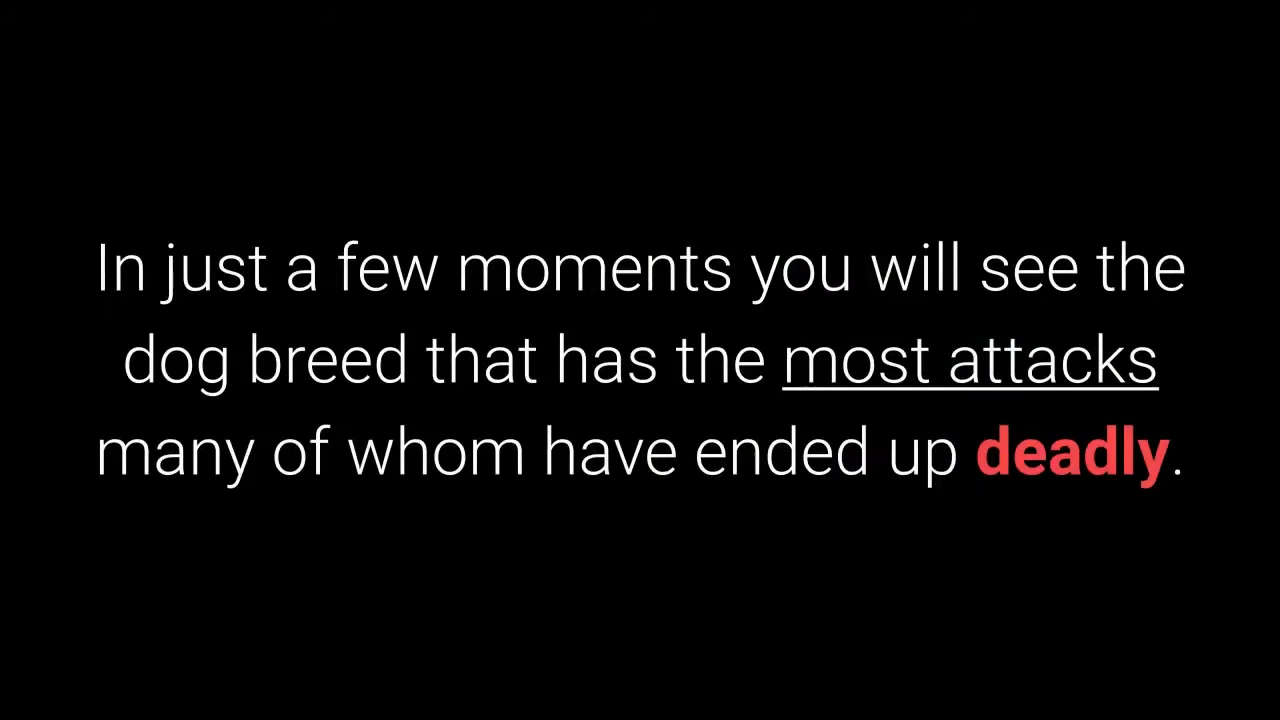 In just a few moments you will see the
dog breed that has the most attacks
many of whom have ended up deadly.